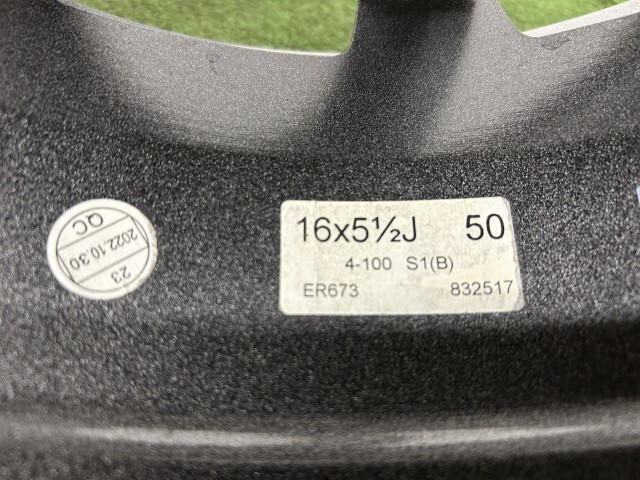 QC
2022.10.30
23
16x5½J 50
4-100 S1(B)
ER673 832517